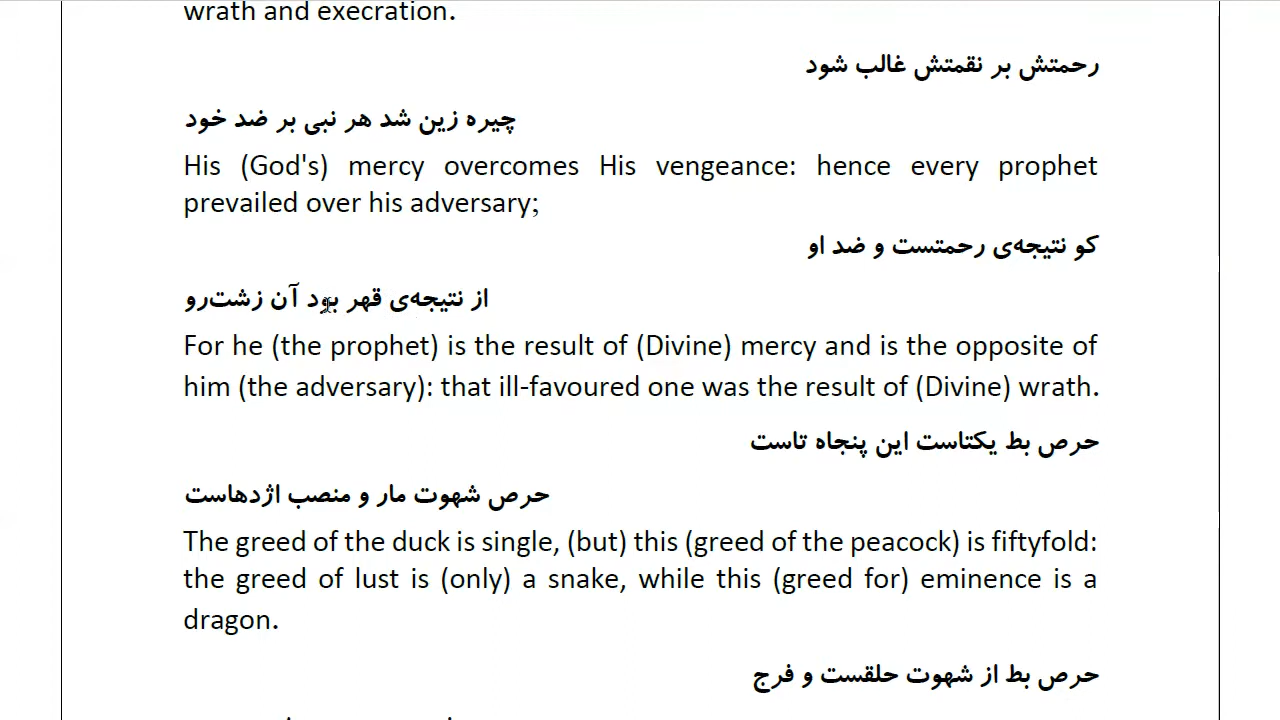 wrath and execration.
رحمتش بر نقمتش غالب شود
چیره زین شد هر نبی بر ضد خود
His (God's) mercy overcomes His vengeance: hence every prophet
prevailed over his adversary;
کو نتیجه‌ی رحمتست و ضد او
از نتیجه‌ی قهر بود آن زشت‌رو
For he (the prophet) is the result of (Divine) mercy and is the opposite of
him (the adversary): that ill-favoured one was the result of (Divine) wrath.
حرص بط یکتاست این پنجاه تاست
حرص شهوت مار و منصب اژدهاست
The greed of the duck is single, (but) this (greed of the peacock) is fiftyfold:
the greed of lust is (only) a snake, while this (greed for) eminence is a
dragon.
حرص بط از شهوت حلقست و فرج